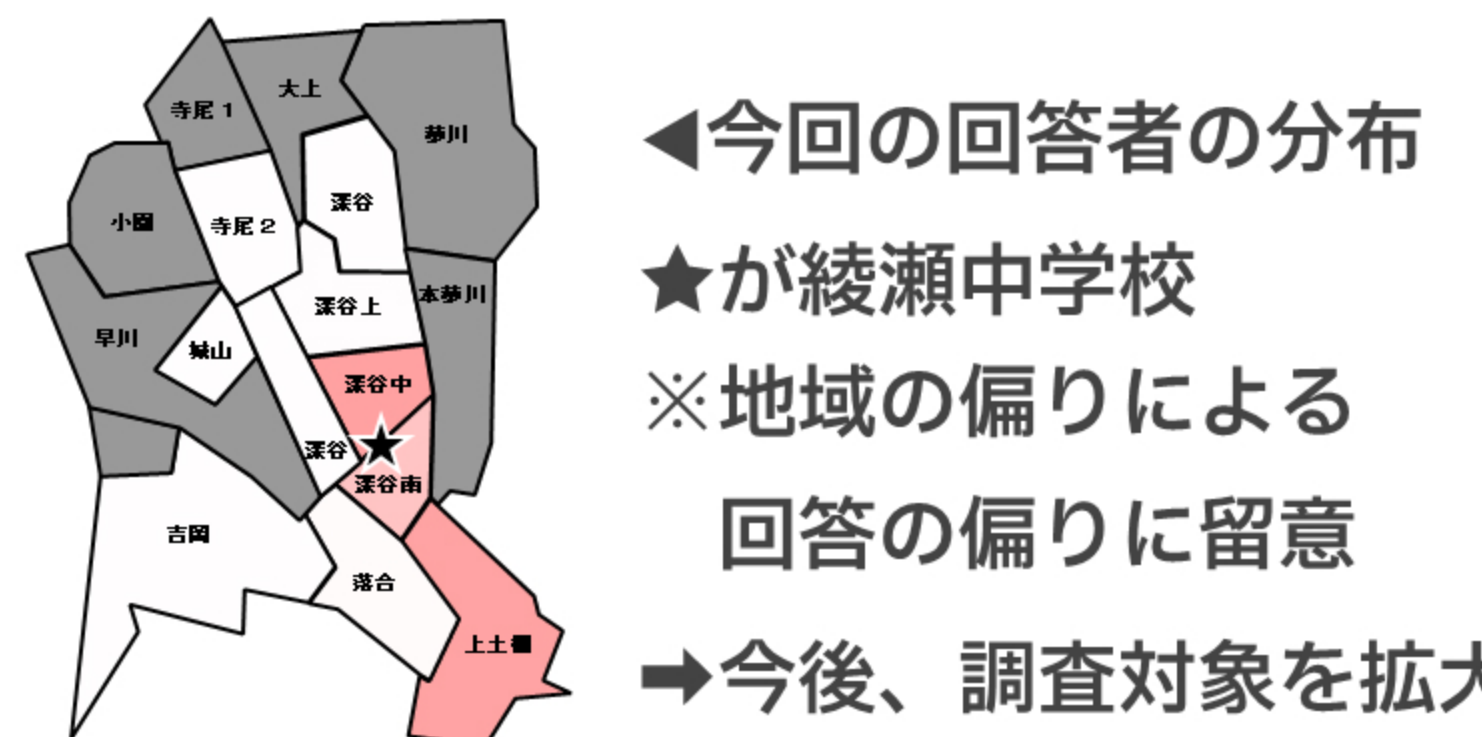 大上
寺尾1
蓼川
深谷
小園
寺尾2
本蓼川
深谷上
早川
城山
深谷中
深谷
深谷南
吉岡
落合
上土棚
◀今回の回答者の分布
★が綾瀬中学校
※地域の偏りによる
回答の偏りに留意
➡今後、調査対象を拡大